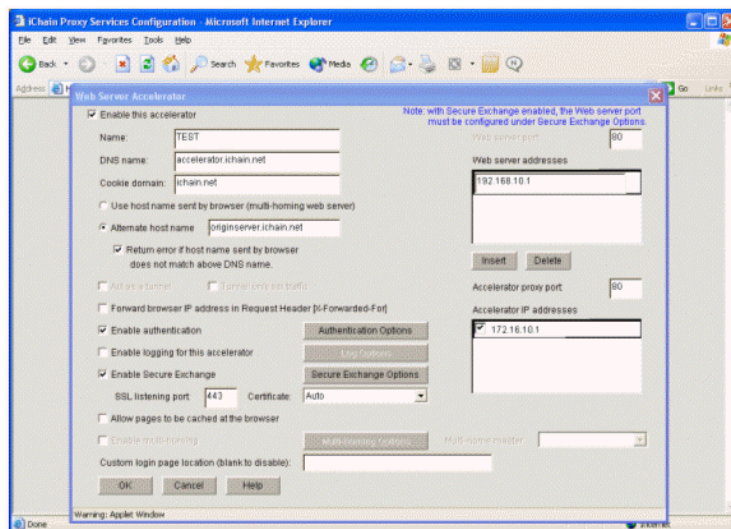 iChain Proxy Services Configuration - Microsoft Internet Explorer
File Edit View Favorites Tools Help
Back Search Favorites Media
Address Go Links
Web Server Accelerator
Enable this accelerator
Note: with Secure Exchange enabled, the Web server port
must be configured under Secure Exchange Options.
Name: TEST
Web server port: 80
DNS name: accelerator.ichain.net
Web server addresses
Cookie domain: ichain.net
192.168.10.1
Use host name sent by browser (multi-homing web server)
Alternate host name originserver.ichain.net
Return error if host name sent by browser
does not match above DNS name.
Insert Delete
Act as a tunnel Tunnel only ssl traffic
Accelerator proxy port: 80
Forward browser IP address in Request Header [X-Forwarded-For]
Accelerator IP addresses
Enable authentication Authentication Options
172.16.10.1
Enable logging for this accelerator Log Options
Enable Secure Exchange Secure Exchange Options
SSL listening port: 443 Certificate: Auto
Allow pages to be cached at the browser
Enable multi-homing Multi-homing Options Multi-home master:
Custom login page location (blank to disable):
OK Cancel Help
Warning: Applet Window
Done Internet